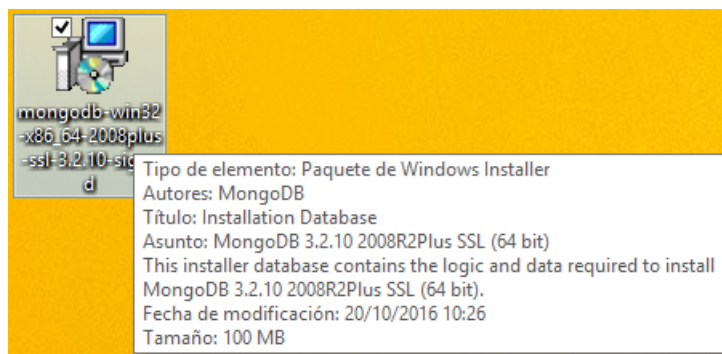 mongodb-win32
-x86_64-2008plus
-ssl-3.2.10-sig
d
Tipo de elemento: Paquete de Windows Installer
Autores: MongoDB
Título: Installation Database
Asunto: MongoDB 3.2.10 2008R2Plus SSL (64 bit)
This installer database contains the logic and data required to install
MongoDB 3.2.10 2008R2Plus SSL (64 bit).
Fecha de modificación: 20/10/2016 10:26
Tamaño: 100 MB